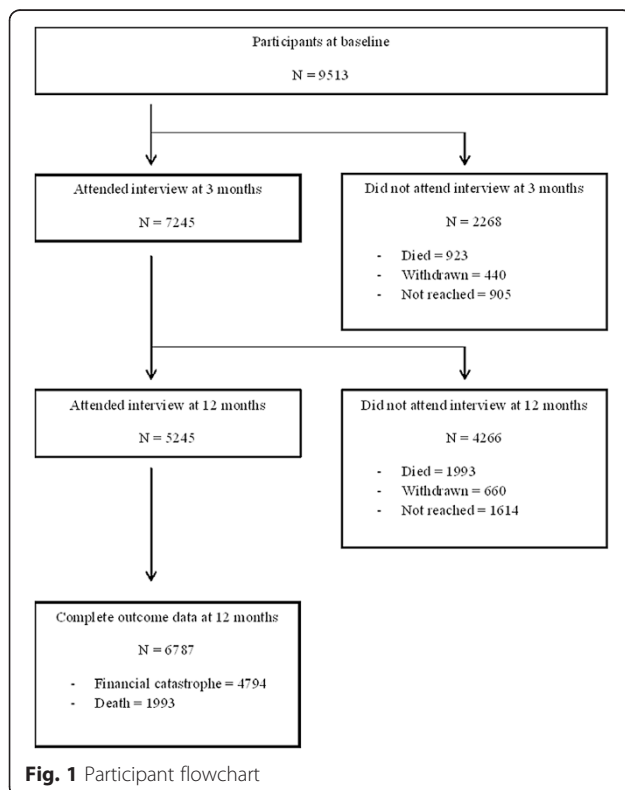 Participants at baseline
N = 9513
Attended interview at 3 months
N = 7245
Did not attend interview at 3 months
N = 2268
- Died = 923
- Withdrawn = 440
- Not reached = 905
Attended interview at 12 months
N = 5245
Did not attend interview at 12 months
N = 4266
- Died = 1993
- Withdrawn = 660
- Not reached = 1614
Complete outcome data at 12 months
N = 6787
- Financial catastrophe = 4794
- Death = 1993
Fig. 1 Participant flowchart